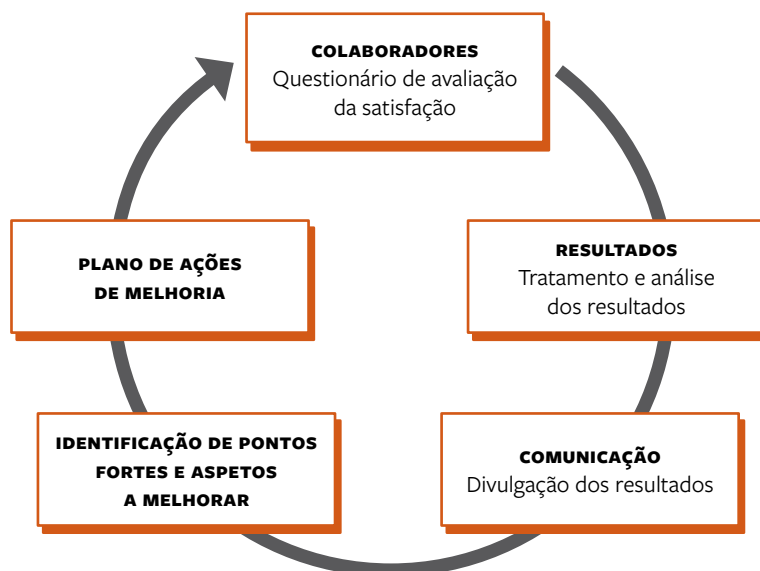 COLABORADORES
Questionário de avaliação
da satisfação
RESULTADOS
Tratamento e análise
dos resultados
COMUNICAÇÃO
Divulgação dos resultados
IDENTIFICAÇÃO DE PONTOS
FORTES E ASPETOS
A MELHORAR
PLANO DE AÇÕES
DE MELHORIA